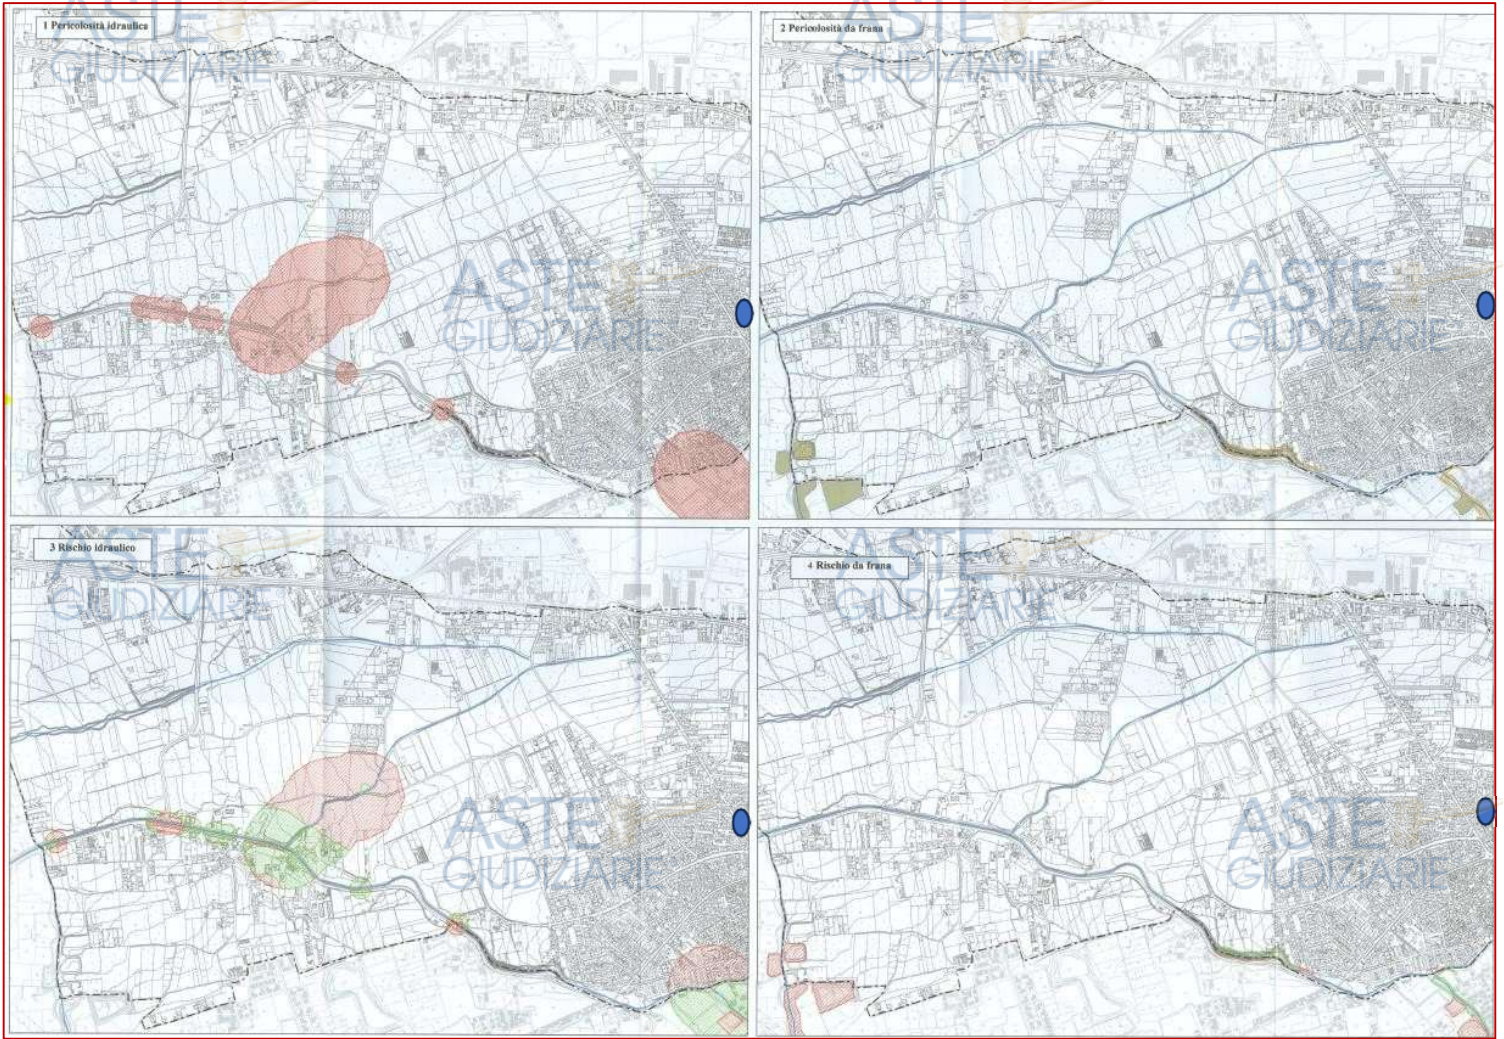 ASTE
ASTE
1 Pericolosità idraulica
2 Pericolosità da frana
GIUDIZIARIE
GIUDIZIARIE
ASTE
ASTE
GIUDIZIARIE®
GIUDIZIARIE
ASTE
ASTE
3 Rischio idraulico
4 Rischio da frana
GIUDIZIARIE
GIUDIZIARIE
ASTE
ASTE
GIUDIZIARIE
GIUDIZIARIE